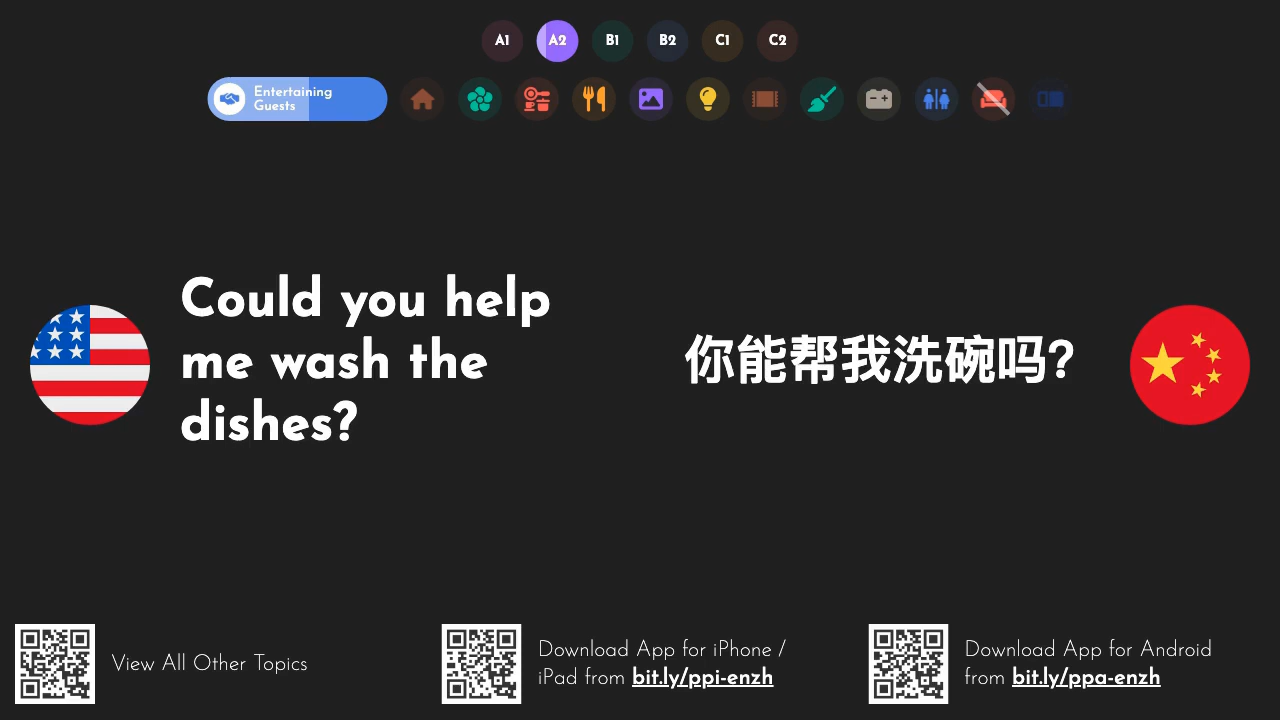 A1 A2 B1 B2 C1 C2
Entertaining
Guests
Could you help
me wash the
dishes?
你能帮我洗碗吗?
View All Other Topics
Download App for iPhone /
iPad from bit.ly/ppi-enzh
Download App for Android
from bit.ly/ppa-enzh